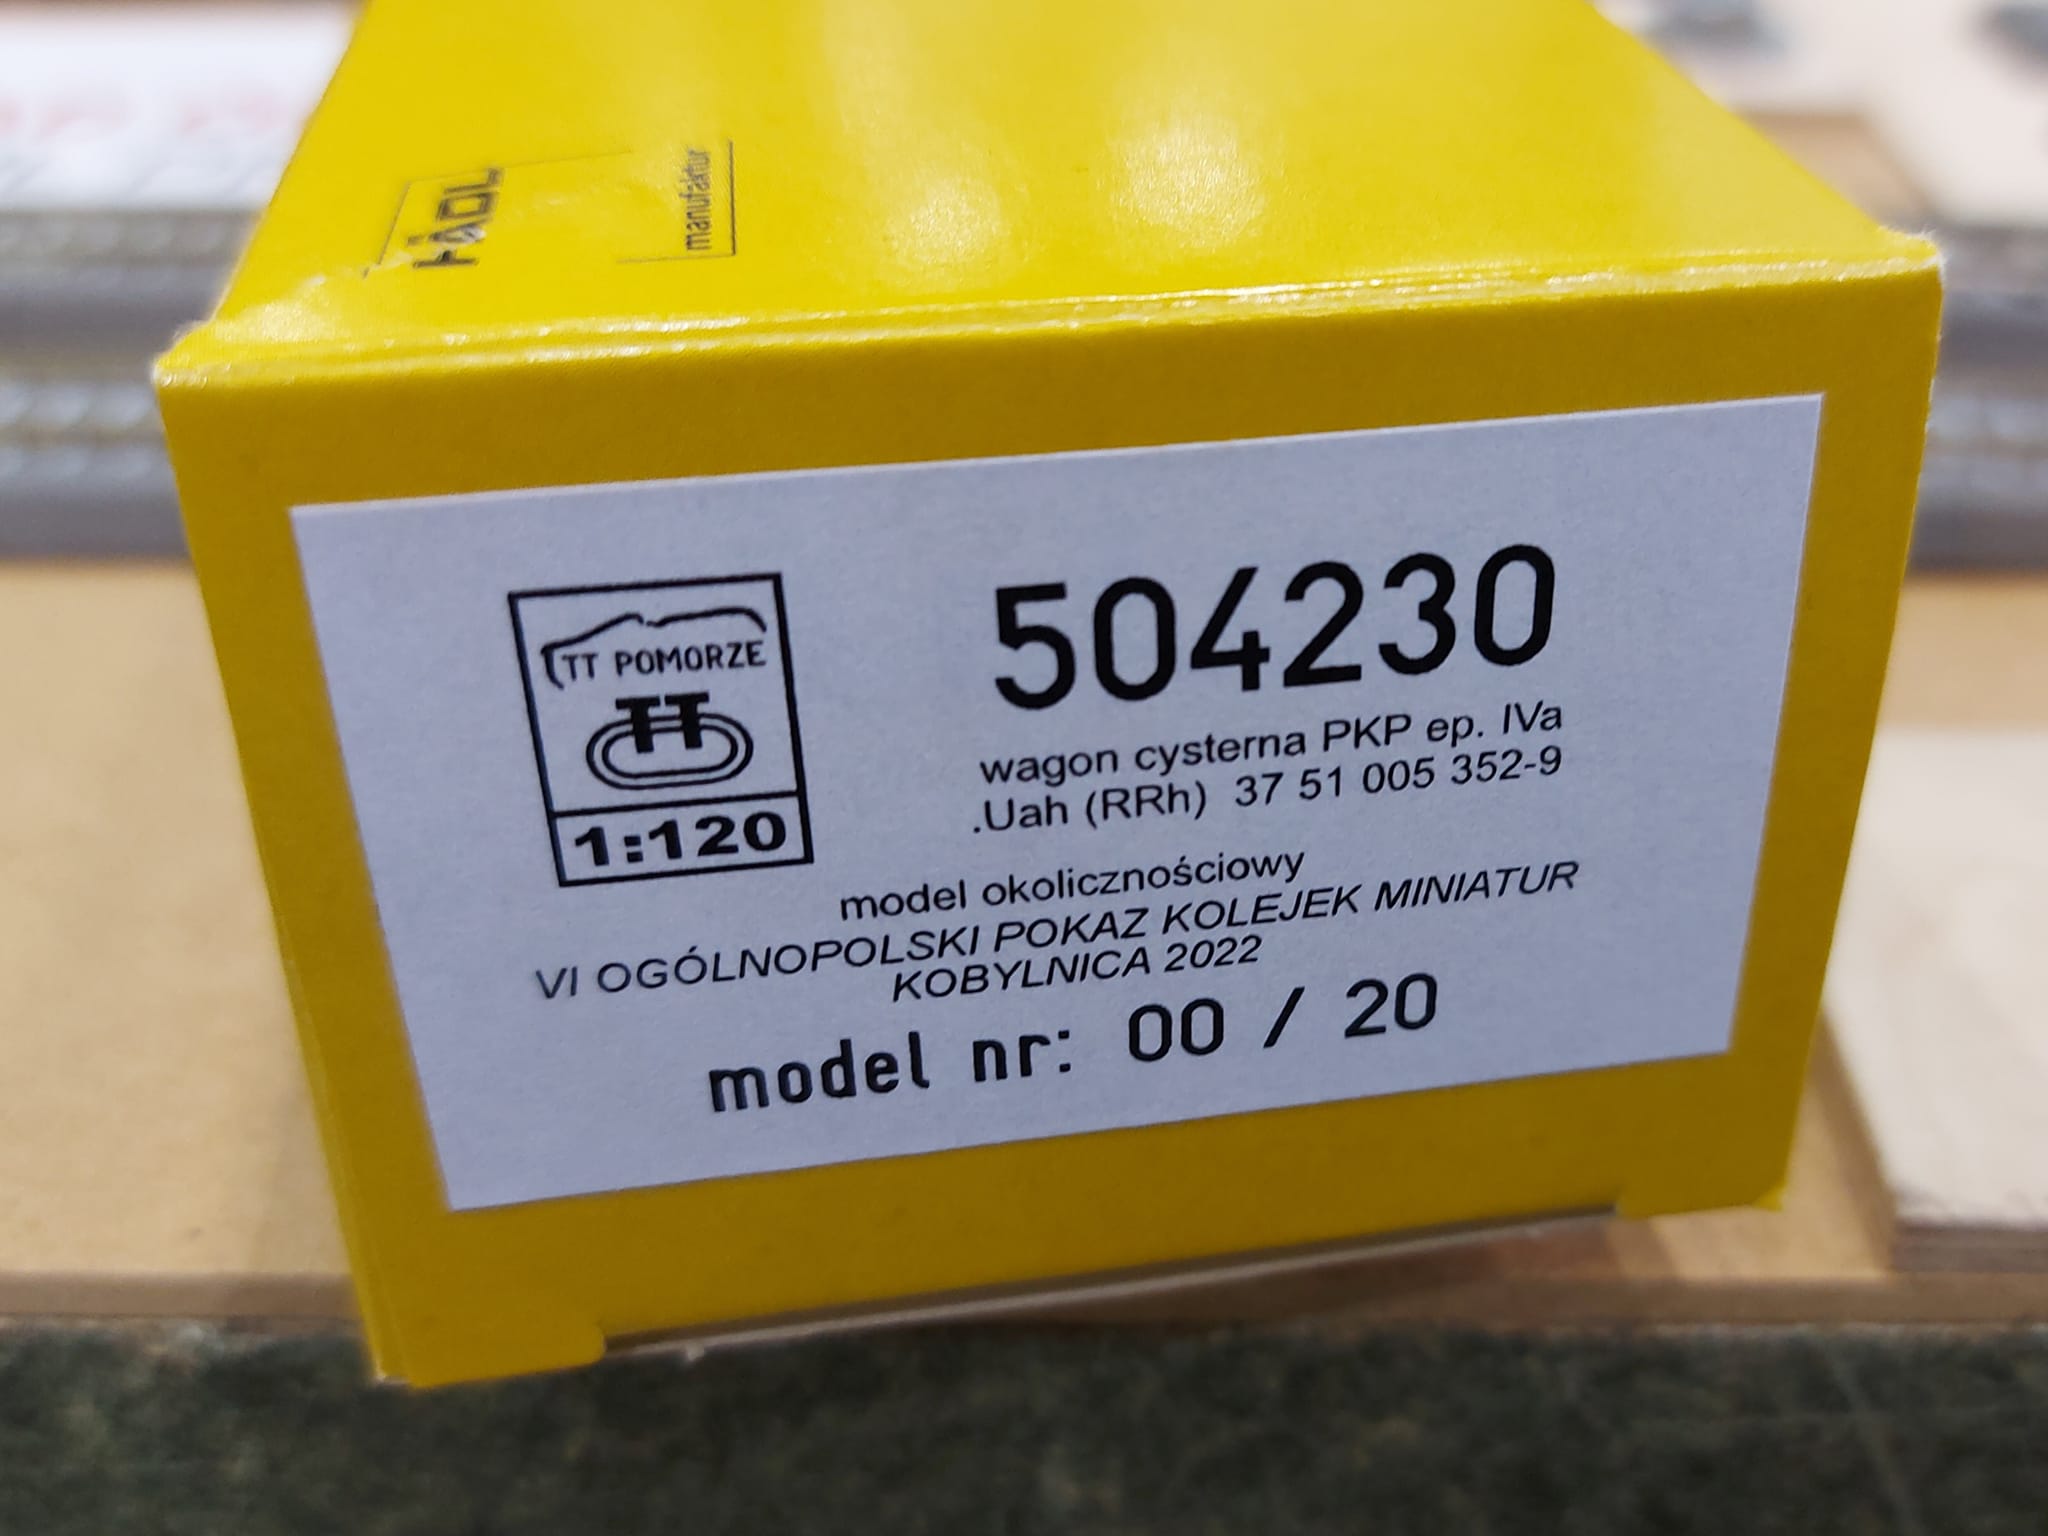 HÄDL
manufaktur
TT POMORZE
TT
1:120
504230
wagon cysterna PKP ep. IVa
.Uah (RRh) 37 51 005 352-9
model okolicznościowy
VI OGÓLNOPOLSKI POKAZ KOLEJEK MINIATUR
KOBYLNICA 2022
model nr: 00 / 20